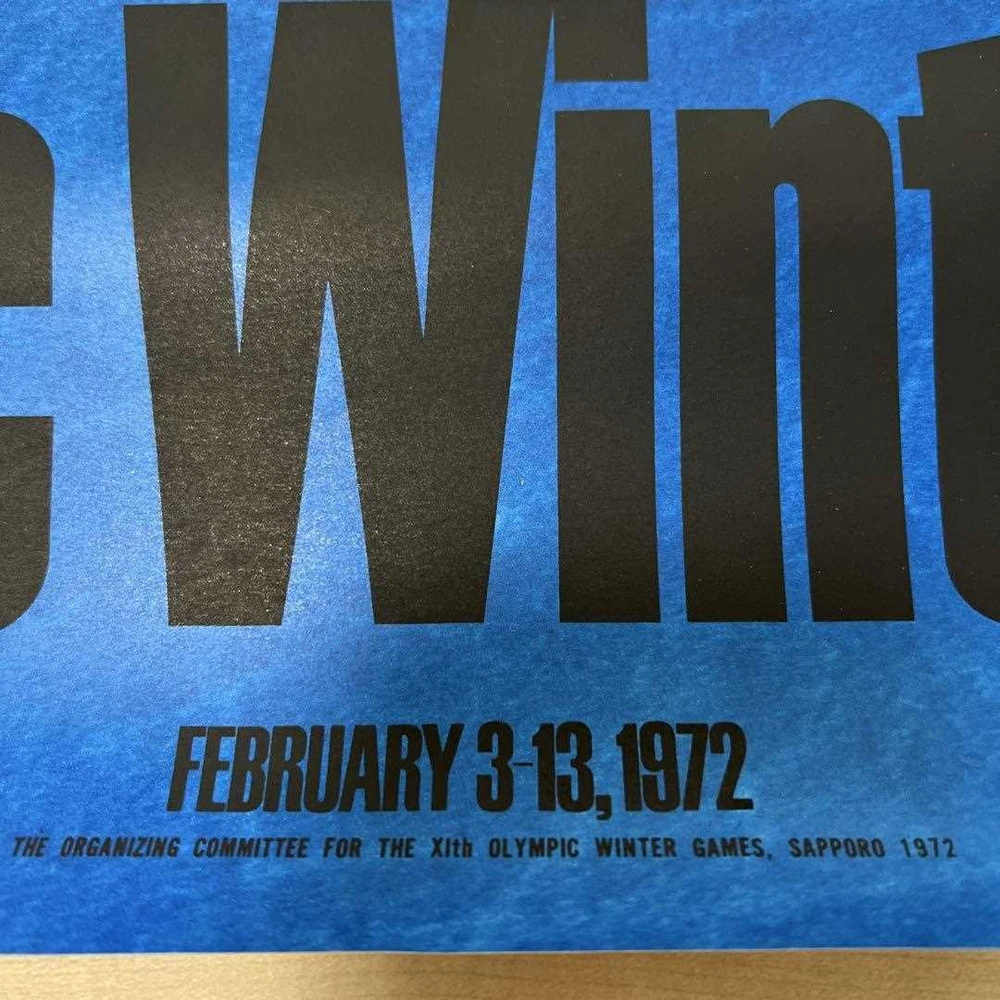 e Wint
FEBRUARY 3-13, 1972
THE ORGANIZING COMMITTEE FOR THE XIth OLYMPIC WINTER GAMES, SAPPORO 1972